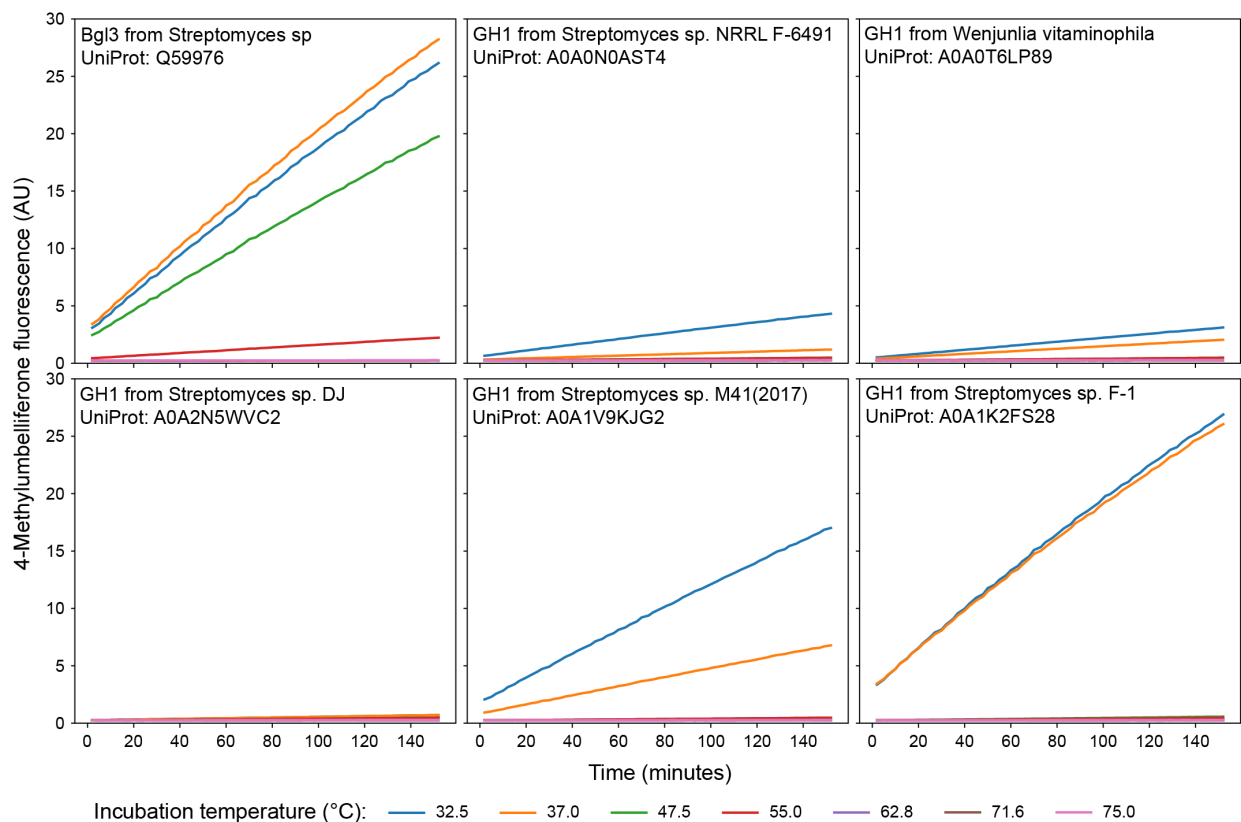 Bgl3 from Streptomyces sp
UniProt: Q59976
GH1 from Streptomyces sp. NRRL F-6491
UniProt: A0A0N0AST4
GH1 from Wenjunlia vitaminophila
UniProt: A0A0T6LP89
30
25
20
15
10
5
0
GH1 from Streptomyces sp. DJ
UniProt: A0A2N5WVC2
GH1 from Streptomyces sp. M41(2017)
UniProt: A0A1V9KJG2
GH1 from Streptomyces sp. F-1
UniProt: A0A1K2FS28
30
25
20
15
10
5
0
4-Methylumbelliferone fluorescence (AU)
0 20 40 60 80 100 120 140
0 20 40 60 80 100 120 140
0 20 40 60 80 100 120 140
Time (minutes)
Incubation temperature (°C): 32.5 37.0 47.5 55.0 62.8 71.6 75.0